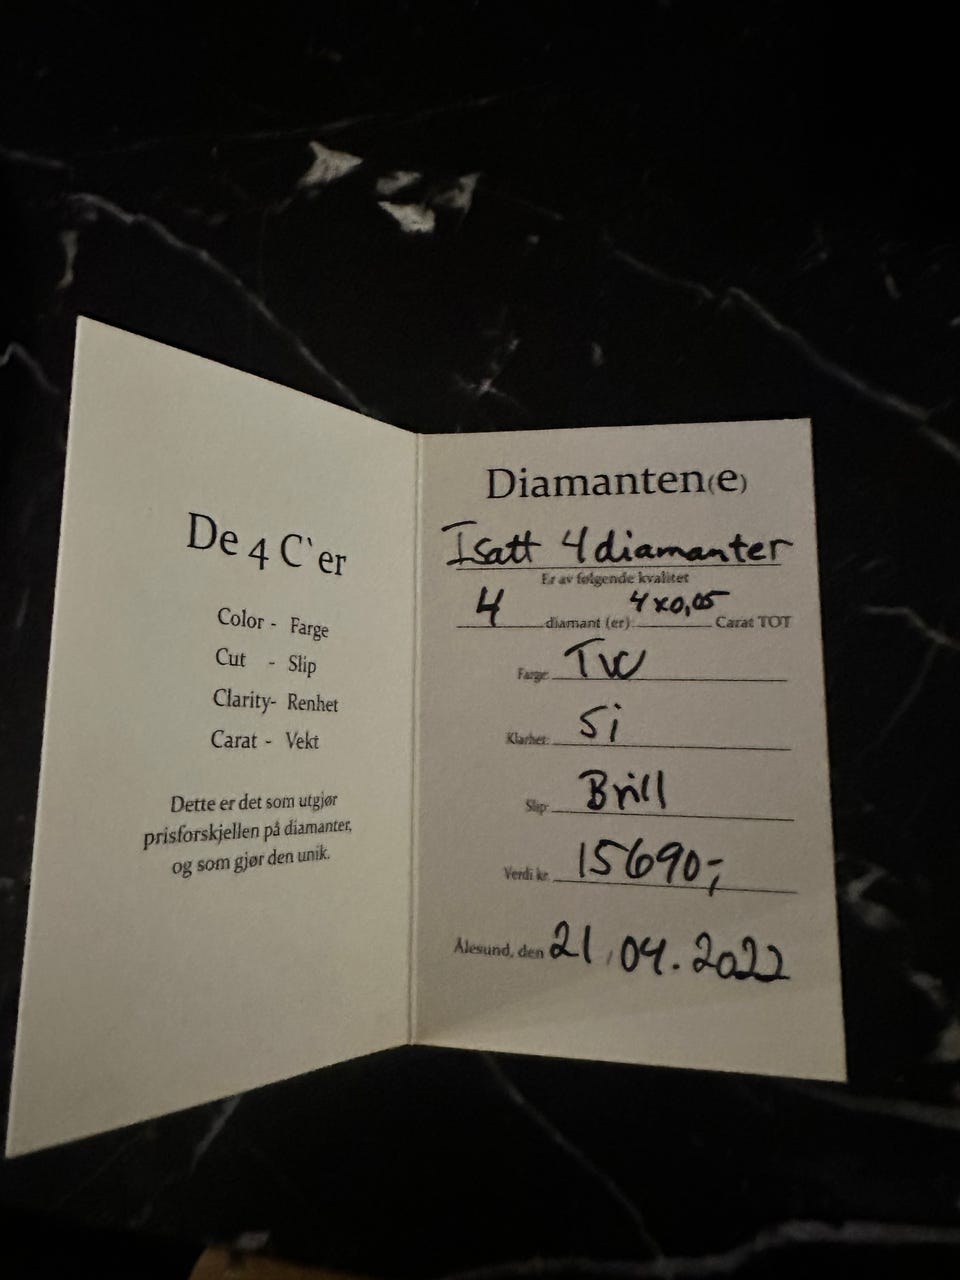 De 4 C`er
Color - Farge
Cut - Slip
Clarity- Renhet
Carat - Vekt
Dette er det som utgjør
prisforskjellen på diamanter,
og som gjør den unik.
Diamanten(e)
Isatt 4 diamanter
Er av følgende kvalitet
4 diamant (er): 4x0,05 Carat TOT
Farge: TW
Klarhet: Si
Slip: Brill
Verdi kr. 15690,-
Ålesund, den 21.04.2022